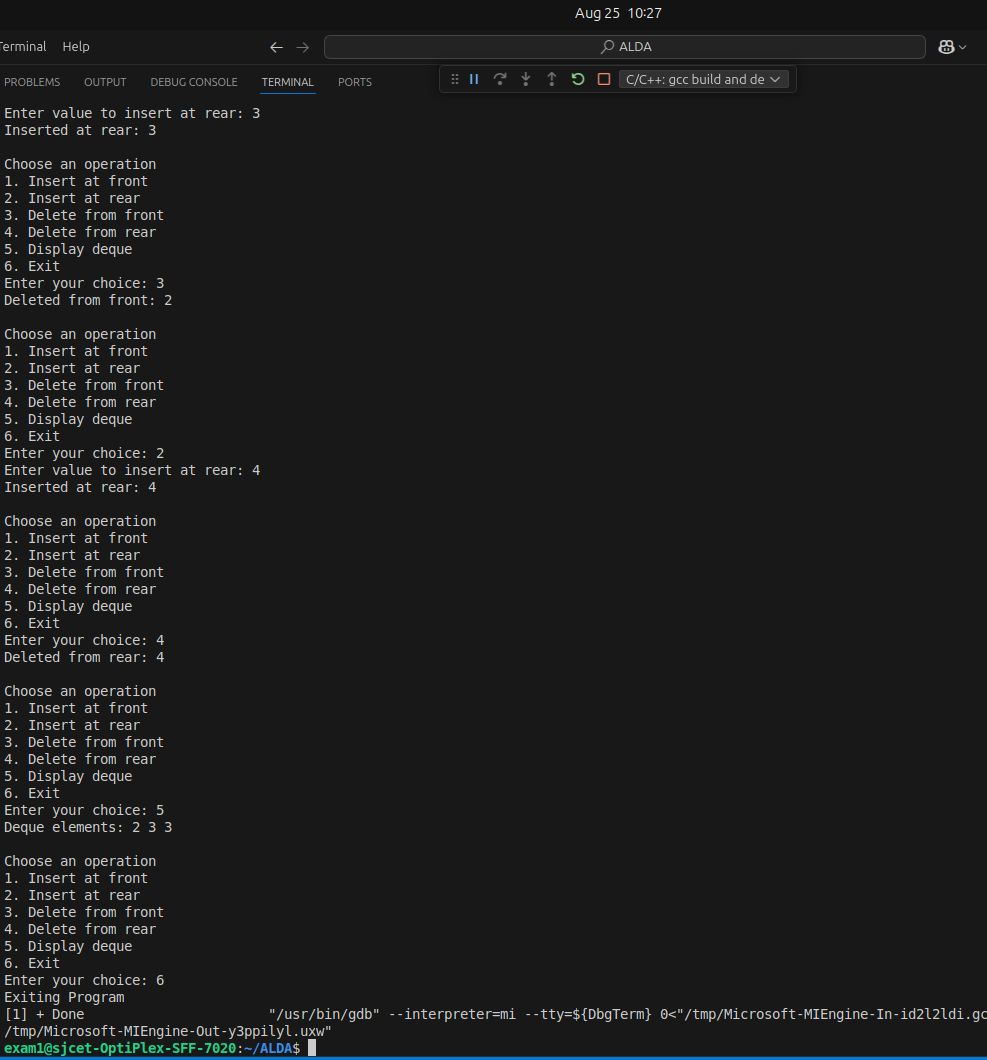 Aug 25 10:27
Terminal Help
ALDA
PROBLEMS OUTPUT DEBUG CONSOLE TERMINAL PORTS
C/C++: gcc build and de
Enter value to insert at rear: 3
Inserted at rear: 3
Choose an operation
1. Insert at front
2. Insert at rear
3. Delete from front
4. Delete from rear
5. Display deque
6. Exit
Enter your choice: 3
Deleted from front: 2
Choose an operation
1. Insert at front
2. Insert at rear
3. Delete from front
4. Delete from rear
5. Display deque
6. Exit
Enter your choice: 2
Enter value to insert at rear: 4
Inserted at rear: 4
Choose an operation
1. Insert at front
2. Insert at rear
3. Delete from front
4. Delete from rear
5. Display deque
6. Exit
Enter your choice: 4
Deleted from rear: 4
Choose an operation
1. Insert at front
2. Insert at rear
3. Delete from front
4. Delete from rear
5. Display deque
6. Exit
Enter your choice: 5
Deque elements: 2 3 3
Choose an operation
1. Insert at front
2. Insert at rear
3. Delete from front
4. Delete from rear
5. Display deque
6. Exit
Enter your choice: 6
Exiting Program
[1] + Done "/usr/bin/gdb" --interpreter=mi --tty=${DbgTerm} 0<"/tmp/Microsoft-MIEngine-In-id2l2ldi.gc
/tmp/Microsoft-MIEngine-Out-y3ppilyl.uxw"
exam1@sjcet-OptiPlex-SFF-7020:~/ALDA$